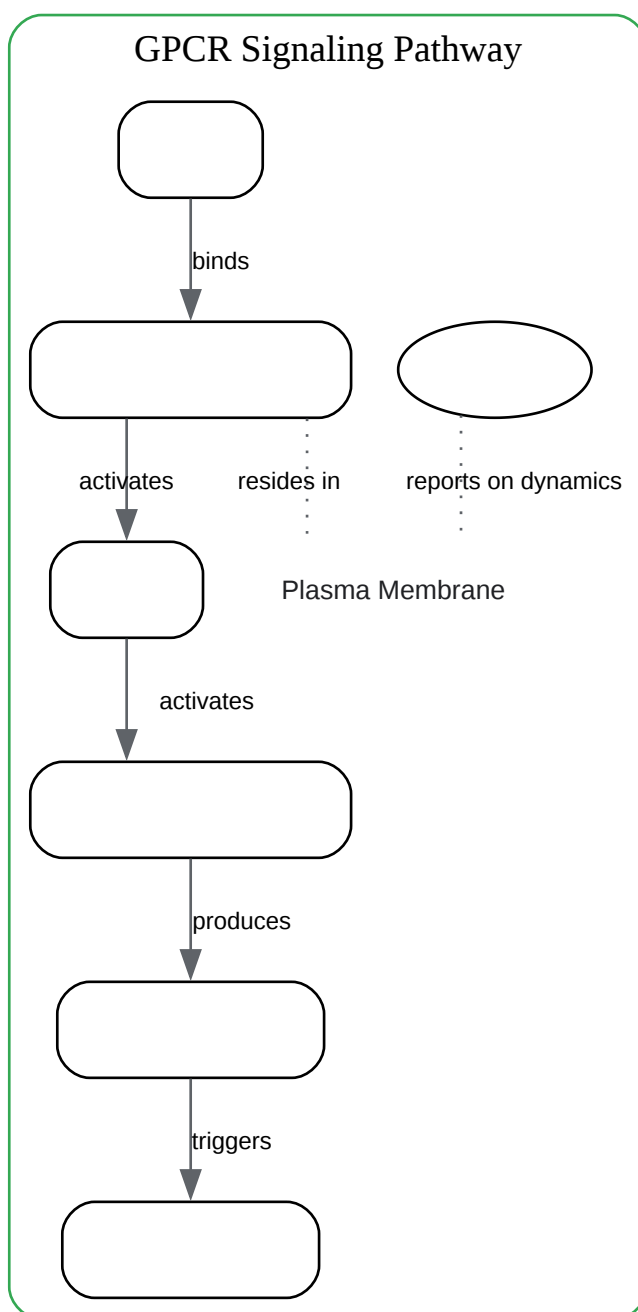 GPCR Signaling Pathway
binds
activates
resides in
reports on dynamics
Plasma Membrane
activates
produces
triggers